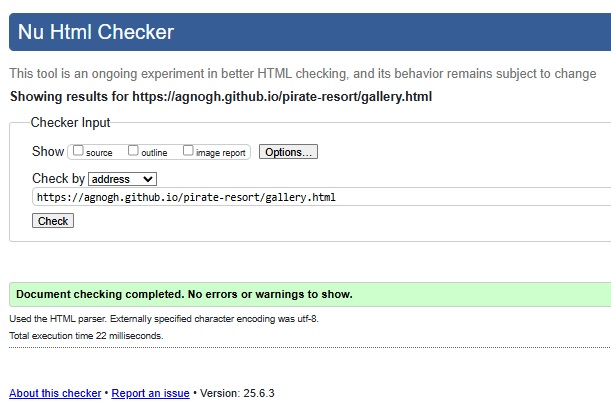 Nu Html Checker
This tool is an ongoing experiment in better HTML checking, and its behavior remains subject to change
Showing results for https://agnogh.github.io/pirate-resort/gallery.html
Checker Input
Show source outline image report Options...
Check by address
https://agnogh.github.io/pirate-resort/gallery.html
Check
Document checking completed. No errors or warnings to show.
Used the HTML parser. Externally specified character encoding was utf-8.
Total execution time 22 milliseconds.
About this checker • Report an issue • Version: 25.6.3